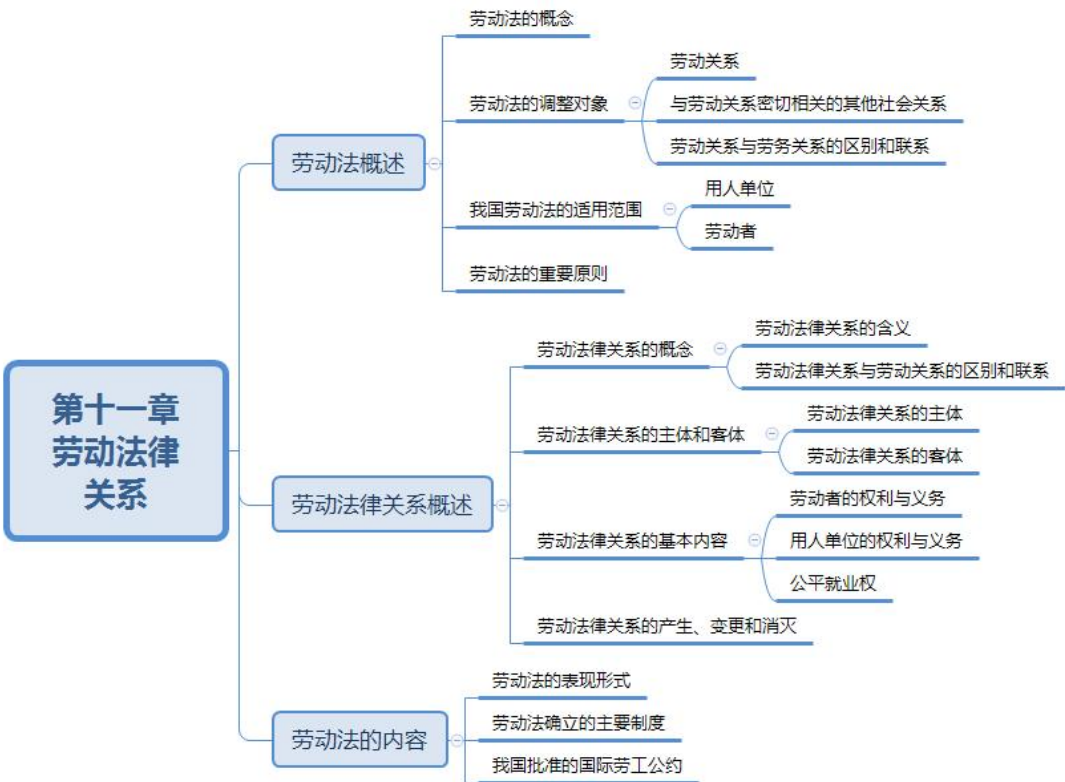 第十一章
劳动法律
关系
劳动法概述
劳动法的概念
劳动法的调整对象
劳动关系
与劳动关系密切相关的其他社会关系
劳动关系与劳务关系的区别和联系
我国劳动法的适用范围
用人单位
劳动者
劳动法的重要原则
劳动法律关系概述
劳动法律关系的概念
劳动法律关系的含义
劳动法律关系与劳动关系的区别和联系
劳动法律关系的主体和客体
劳动法律关系的主体
劳动法律关系的客体
劳动法律关系的基本内容
劳动者的权利与义务
用人单位的权利与义务
公平就业权
劳动法律关系的产生、变更和消灭
劳动法的内容
劳动法的表现形式
劳动法确立的主要制度
我国批准的国际劳工公约